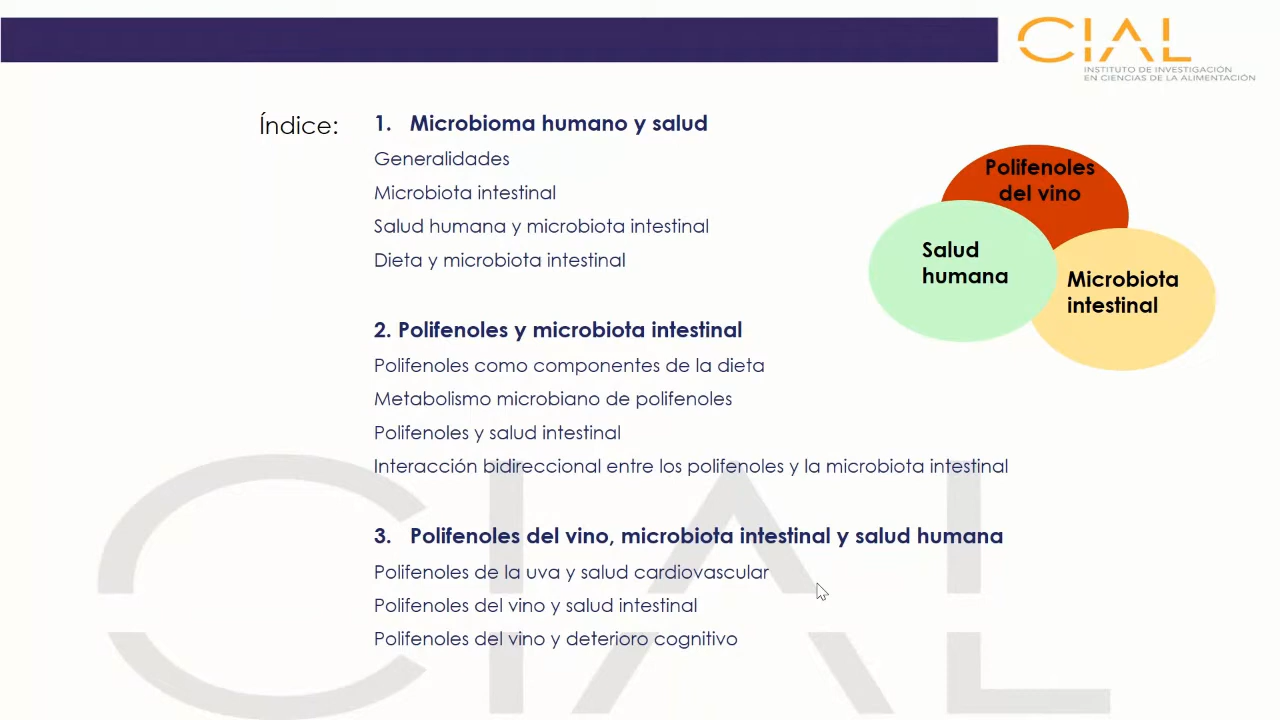 CIAL
INSTITUTO DE INVESTIGACIÓN
EN CIENCIAS DE LA ALIMENTACIÓN
Índice:
1. Microbioma humano y salud
Generalidades
Microbiota intestinal
Salud humana y microbiota intestinal
Dieta y microbiota intestinal
2. Polifenoles y microbiota intestinal
Polifenoles como componentes de la dieta
Metabolismo microbiano de polifenoles
Polifenoles y salud intestinal
Interacción bidireccional entre los polifenoles y la microbiota intestinal
3. Polifenoles del vino, microbiota intestinal y salud humana
Polifenoles de la uva y salud cardiovascular
Polifenoles del vino y salud intestinal
Polifenoles del vino y deterioro cognitivo
Polifenoles
del vino
Salud
humana
Microbiota
intestinal
CIAL